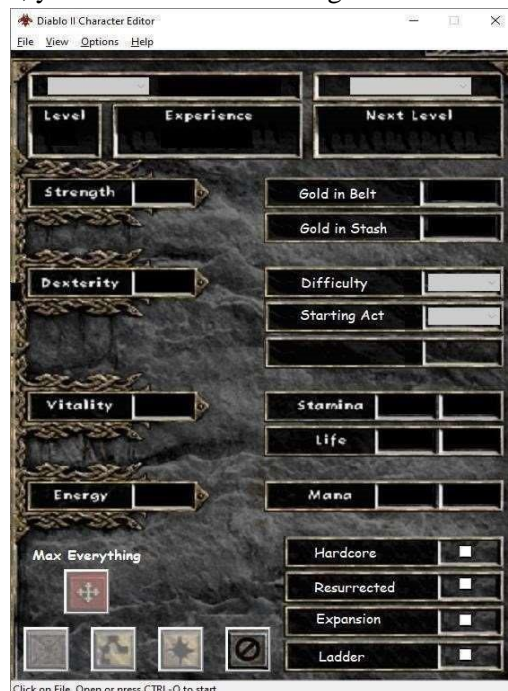 Diablo II Character Editor
File View Options Help
Level Experience Next Level
Strength Gold in Belt
Gold in Stash
Dexterity Difficulty
Starting Act
Vitality Stamina
Life
Energy Mana
Max Everything Hardcore
Resurrected
Expansion
Ladder
Click on File, Open or press CTRL-O to start